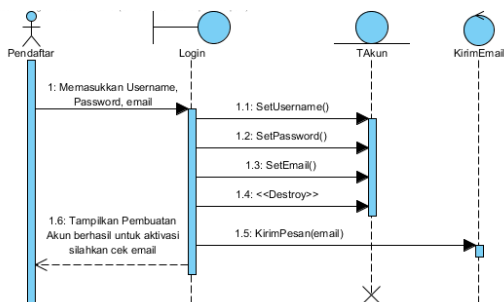 Pendaftar
Login
TAkun
KirimEmail
1: Memasukkan Username,
Password, email
1.1: SetUsername()
1.2: SetPassword()
1.3: SetEmail()
1.4: <<Destroy>>
1.5: KirimPesan(email)
1.6: Tampilkan Pembuatan
Akun berhasil untuk aktivasi
silahkan cek email